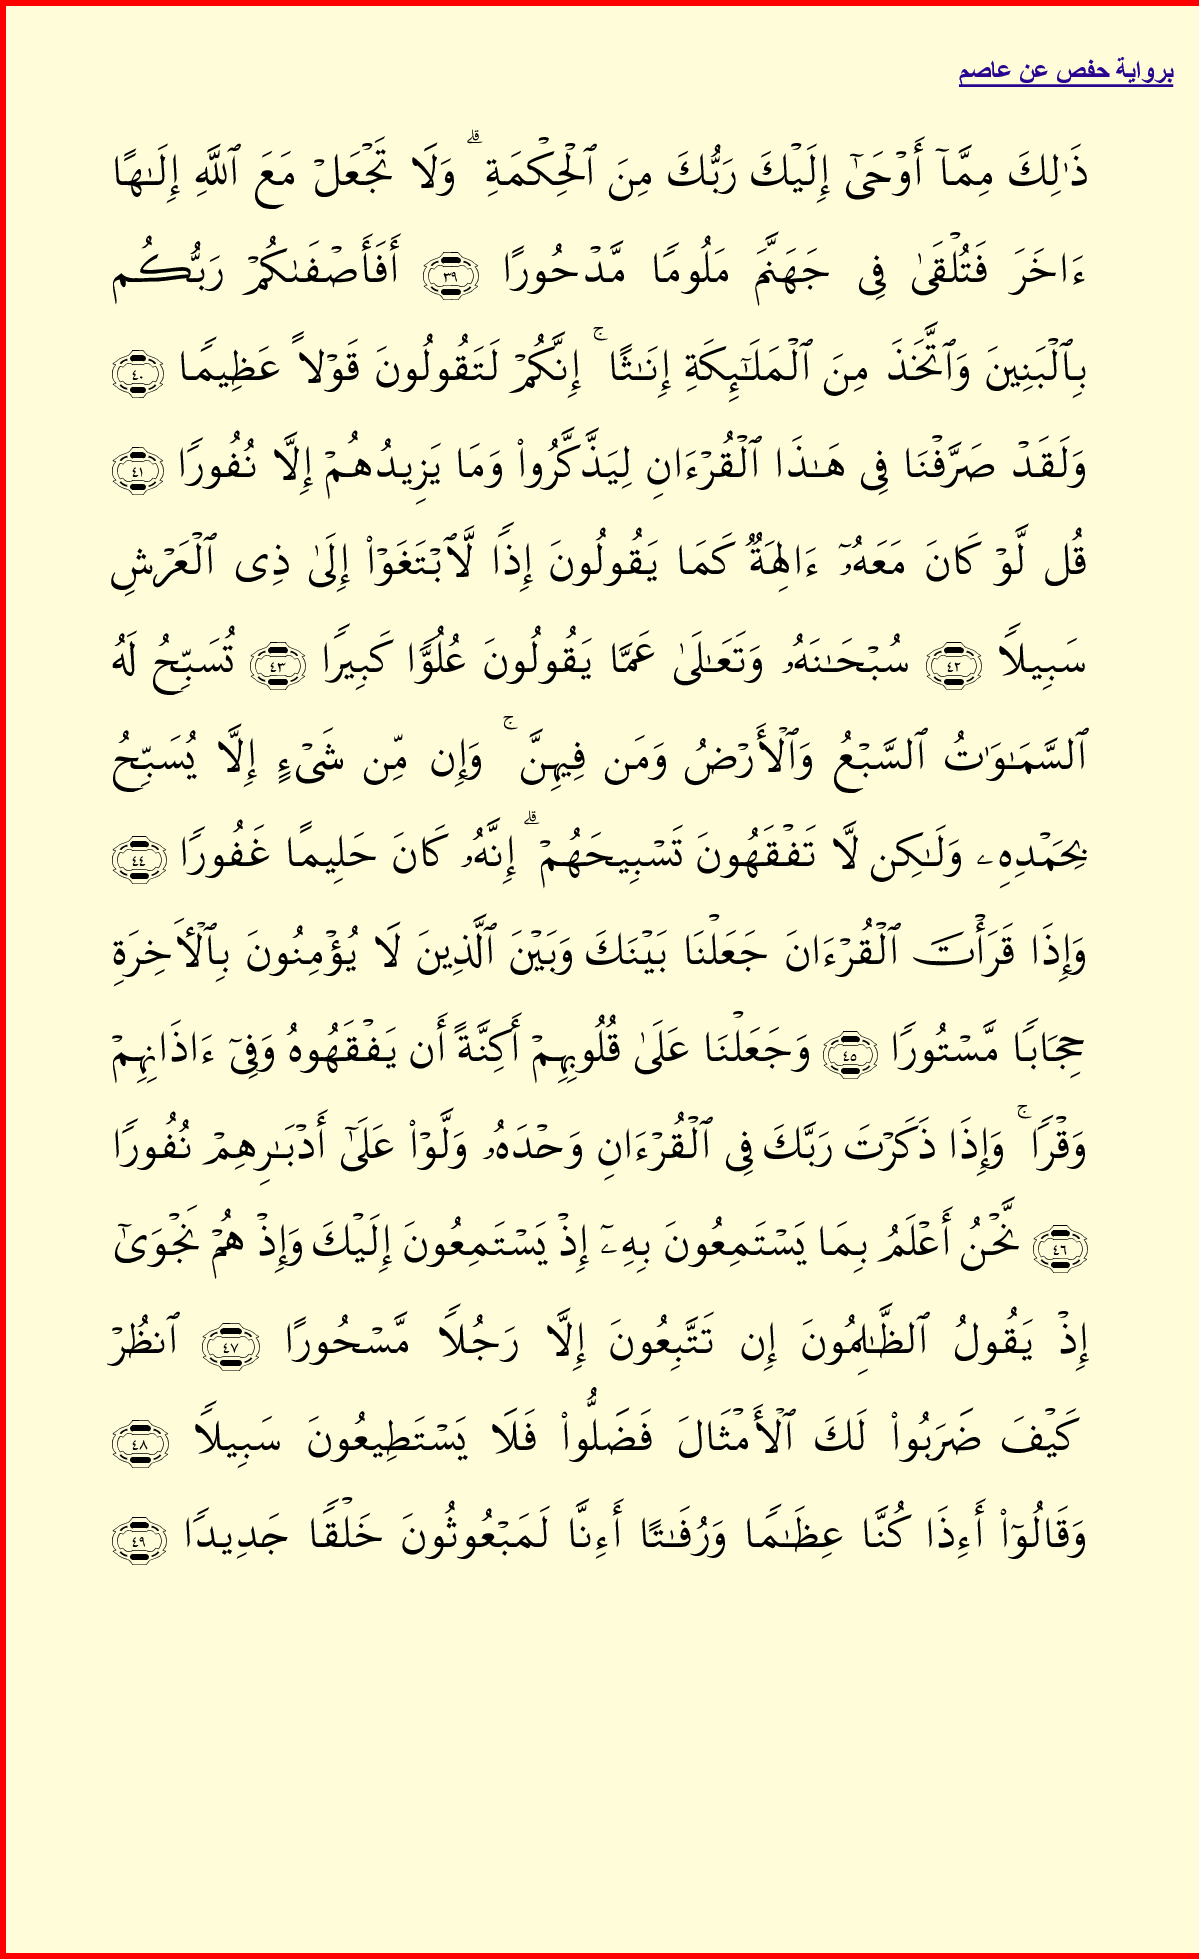 برواية حفص عن عاصم
ذَٰلِكَ مِمَّآ أَوۡحَىٰٓ إِلَيۡكَ رَبُّكَ مِنَ ٱلۡحِكۡمَةِۗ وَلَا تَجۡعَلۡ مَعَ ٱللَّهِ إِلَـٰهًا
ءَاخَرَ فَتُلۡقَىٰ فِى جَهَنَّمَ مَلُومًا مَّدۡحُورًا ٣٩ أَفَأَصۡفَىٰكُمۡ رَبُّكُم
بِٱلۡبَنِينَ وَٱتَّخَذَ مِنَ ٱلۡمَلَـٰٓئِكَةِ إِنَـٰثًاۚ إِنَّكُمۡ لَتَقُولُونَ قَوۡلاً عَظِيمًا ٤٠
وَلَقَدۡ صَرَّفۡنَا فِى هَـٰذَا ٱلۡقُرۡءَانِ لِيَذَّكَّرُواْ وَمَا يَزِيدُهُمۡ إِلَّا نُفُورًا ٤١
قُل لَّوۡ كَانَ مَعَهُۥٓ ءَالِهَةٌ كَمَا يَقُولُونَ إِذًا لَّٱبۡتَغَوۡاْ إِلَىٰ ذِى ٱلۡعَرۡشِ
سَبِيلاً ٤٢ سُبۡحَـٰنَهُۥ وَتَعَـٰلَىٰ عَمَّا يَقُولُونَ عُلُوًّا كَبِيرًا ٤٣ تُسَبِّحُ لَهُ
ٱلسَّمَـٰوَٰتُ ٱلسَّبۡعُ وَٱلۡأَرۡضُ وَمَن فِيهِنَّۚ وَإِن مِّن شَىۡءٍ إِلَّا يُسَبِّحُ
بِحَمۡدِهِۦ وَلَـٰكِن لَّا تَفۡقَهُونَ تَسۡبِيحَهُمۡۗ إِنَّهُۥ كَانَ حَلِيمًا غَفُورًا ٤٤
وَإِذَا قَرَأۡتَ ٱلۡقُرۡءَانَ جَعَلۡنَا بَيۡنَكَ وَبَيۡنَ ٱلَّذِينَ لَا يُؤۡمِنُونَ بِٱلۡأَخِرَةِ
حِجَابًا مَّسۡتُورًا ٤٥ وَجَعَلۡنَا عَلَىٰ قُلُوبِهِمۡ أَكِنَّةً أَن يَفۡقَهُوهُ وَفِىٓ ءَاذَانِهِمۡ
وَقۡرًاۚ وَإِذَا ذَكَرۡتَ رَبَّكَ فِى ٱلۡقُرۡءَانِ وَحۡدَهُۥ وَلَّوۡاْ عَلَىٰٓ أَدۡبَـٰرِهِمۡ نُفُورًا
٤٦ نَّحۡنُ أَعۡلَمُ بِمَا يَسۡتَمِعُونَ بِهِۦٓ إِذۡ يَسۡتَمِعُونَ إِلَيۡكَ وَإِذۡ هُمۡ نَجۡوَىٰٓ
إِذۡ يَقُولُ ٱلظَّـٰلِمُونَ إِن تَتَّبِعُونَ إِلَّا رَجُلاً مَّسۡحُورًا ٤٧ ٱنظُرۡ
كَيۡفَ ضَرَبُواْ لَكَ ٱلۡأَمۡثَالَ فَضَلُّواْ فَلَا يَسۡتَطِيعُونَ سَبِيلاً ٤٨
وَقَالُوٓاْ أَءِذَا كُنَّا عِظَـٰمًا وَرُفَـٰتًا أَءِنَّا لَمَبۡعُوثُونَ خَلۡقًا جَدِيدًا ٤٩